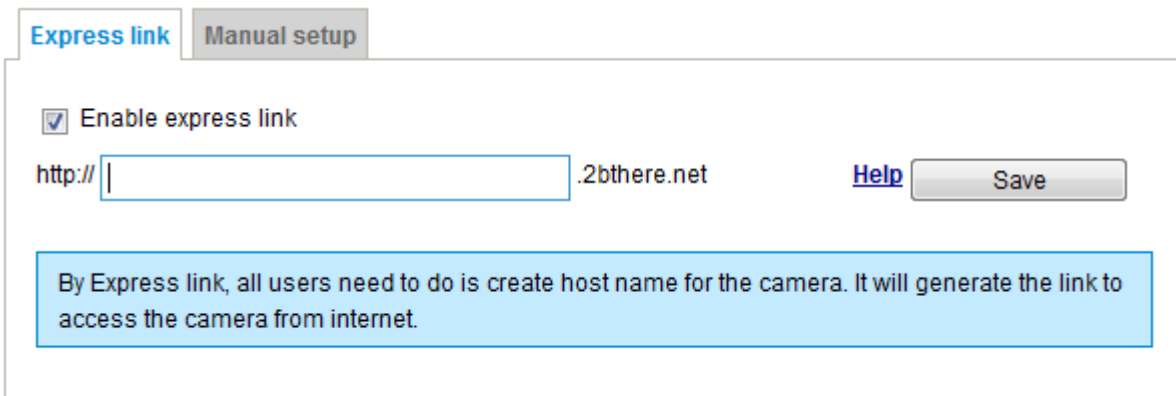 Express link Manual setup
Enable express link
http:// .2bthere.net Help Save
By Express link, all users need to do is create host name for the camera. It will generate the link to
access the camera from internet.